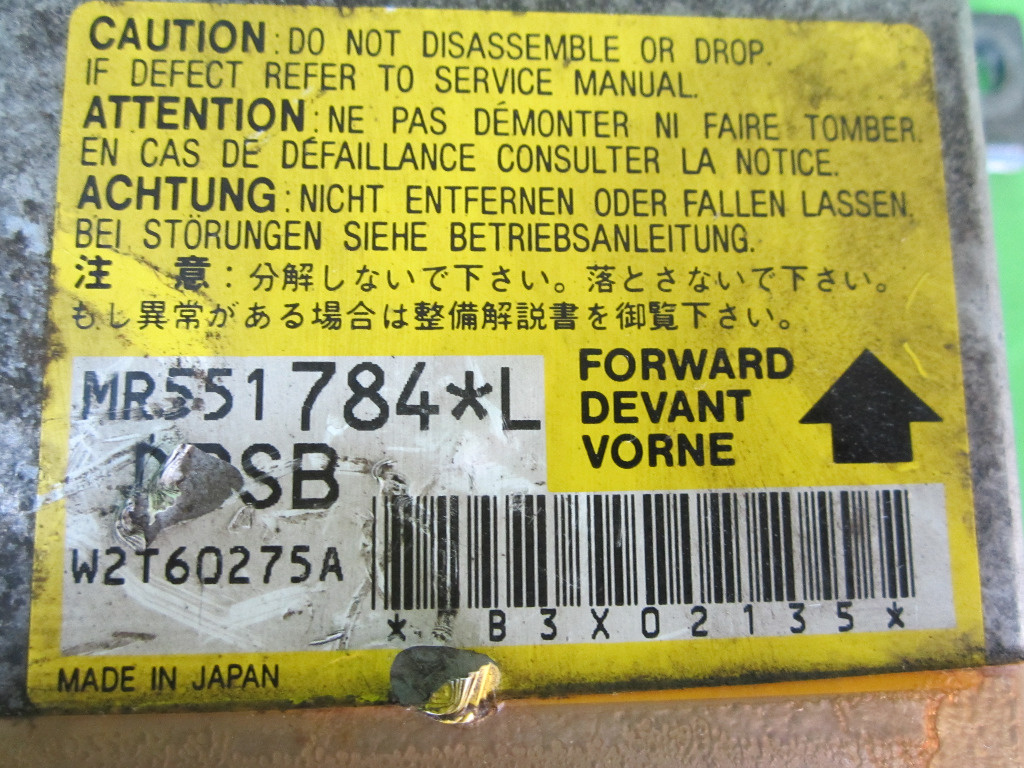 CAUTION : DO NOT DISASSEMBLE OR DROP.
IF DEFECT REFER TO SERVICE MANUAL.
ATTENTION : NE PAS DÉMONTER NI FAIRE TOMBER.
EN CAS DE DÉFAILLANCE CONSULTER LA NOTICE.
ACHTUNG : NICHT ENTFERNEN ODER FALLEN LASSEN.
BEI STÖRUNGEN SIEHE BETRIEBSANLEITUNG.
注 意：分解しないで下さい。落とさないで下さい。
もし異常がある場合は整備解説書を御覧下さい。
MR551784*L
FORWARD
DEVANT
VORNE
W2T60275A
*B3X02135*
MADE IN JAPAN